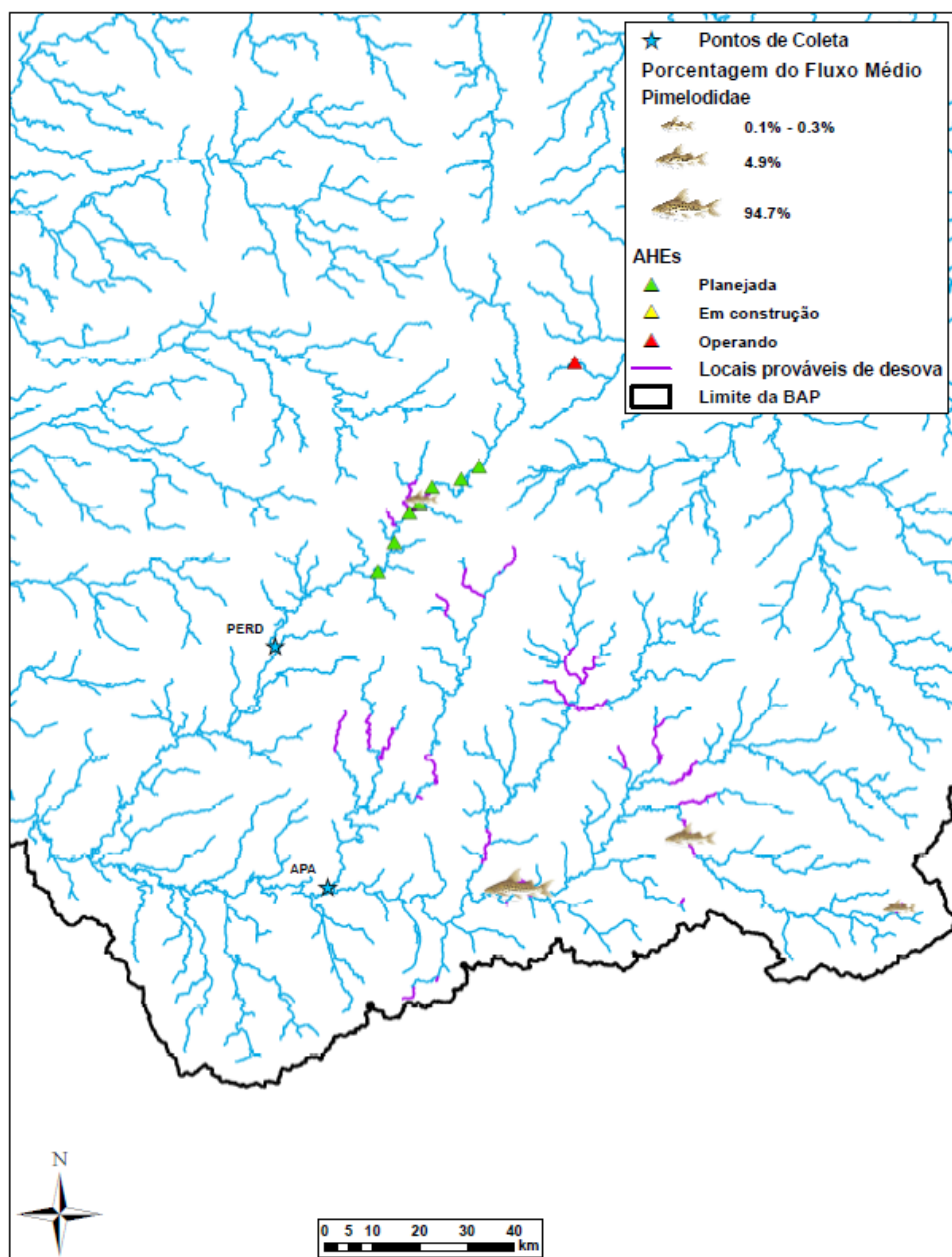 Pontos de Coleta
Porcentagem do Fluxo Médio
Pimelodidae
0.1% - 0.3%
4.9%
94.7%
AHEs
Planejada
Em construção
Operando
Locais prováveis de desova
Limite da BAP
PERD
APA
N
0 5 10 20 30 40
km